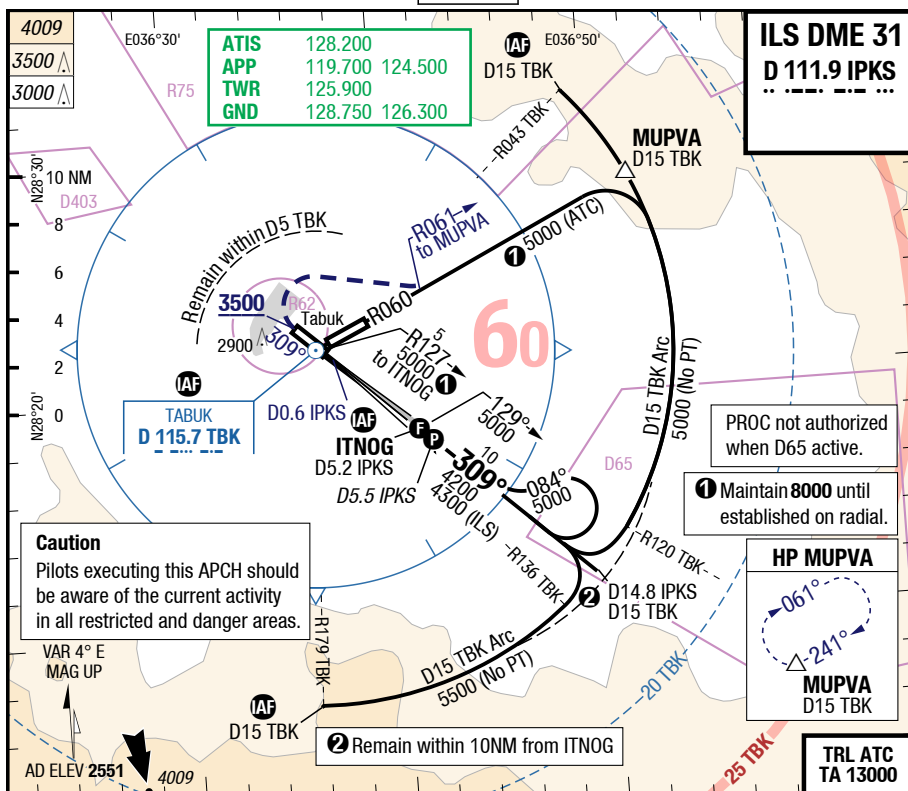 4009
3500
3000
E036°30'
E036°50'
ATIS 128.200
APP 119.700 124.500
TWR 125.900
GND 128.750 126.300
IAF
D15 TBK
ILS DME 31
D 111.9 IPKS
R75
R043 TBK
MUPVA
D15 TBK
N28°30'
10 NM
D403
8
6
4
2
0
N28°20'
Remain within D5 TBK
R061
to MUPVA
1 5000 (ATC)
3500
R62
Tabuk
R060
2900
309°
60
5
R127
5000
to ITNOG 1
IAF
TABUK
D 115.7 TBK
D0.6 IPKS
IAF
ITNOG
D5.2 IPKS
F
P
D5.5 IPKS
129°
5000
10
309°
4200
4300 (ILS)
084°
5000
D65
D15 TBK Arc
5000 (No PT)
PROC not authorized
when D65 active.
1 Maintain 8000 until
established on radial.
R120 TBK
R136 TBK
2
D14.8 IPKS
D15 TBK
Caution
Pilots executing this APCH should
be aware of the current activity
in all restricted and danger areas.
HP MUPVA
061°
241°
MUPVA
D15 TBK
R179 TBK
D15 TBK Arc
5500 (No PT)
VAR 4° E
MAG UP
IAF
D15 TBK
20 TBK
25 TBK
2 Remain within 10NM from ITNOG
AD ELEV 2551
4009
TRL ATC
TA 13000